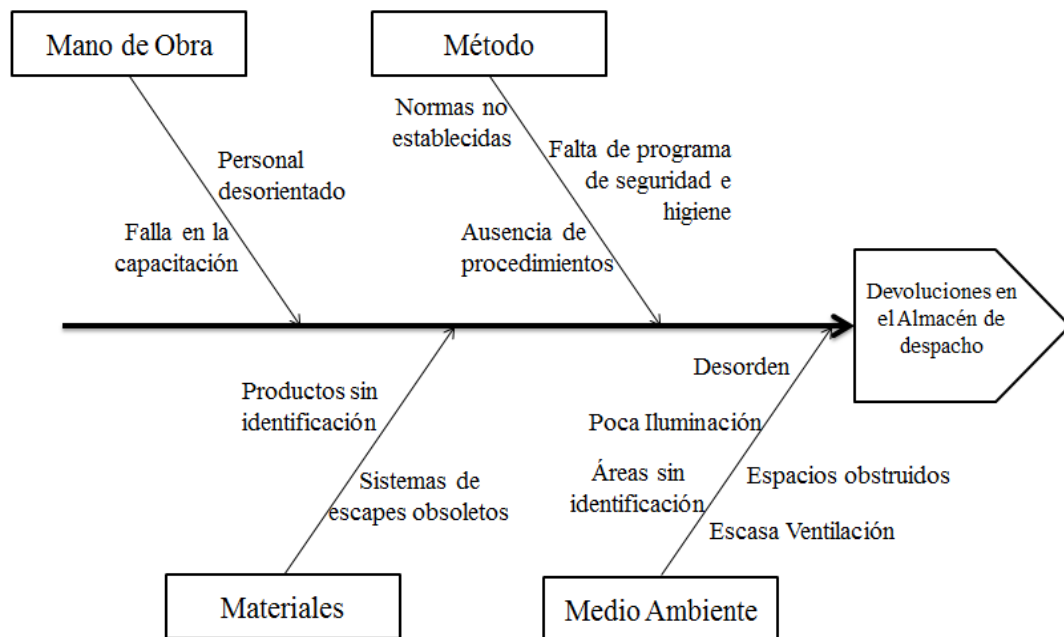 Mano de Obra
Método
Normas no
establecidas
Falta de programa
de seguridad e
higiene
Personal
desorientado
Falla en la
capacitación
Ausencia de
procedimientos
Devoluciones en
el Almacén de
despacho
Productos sin
identificación
Sistemas de
escapes obsoletos
Desorden
Poca Iluminación
Áreas sin
identificación
Espacios obstruidos
Escasa Ventilación
Materiales
Medio Ambiente